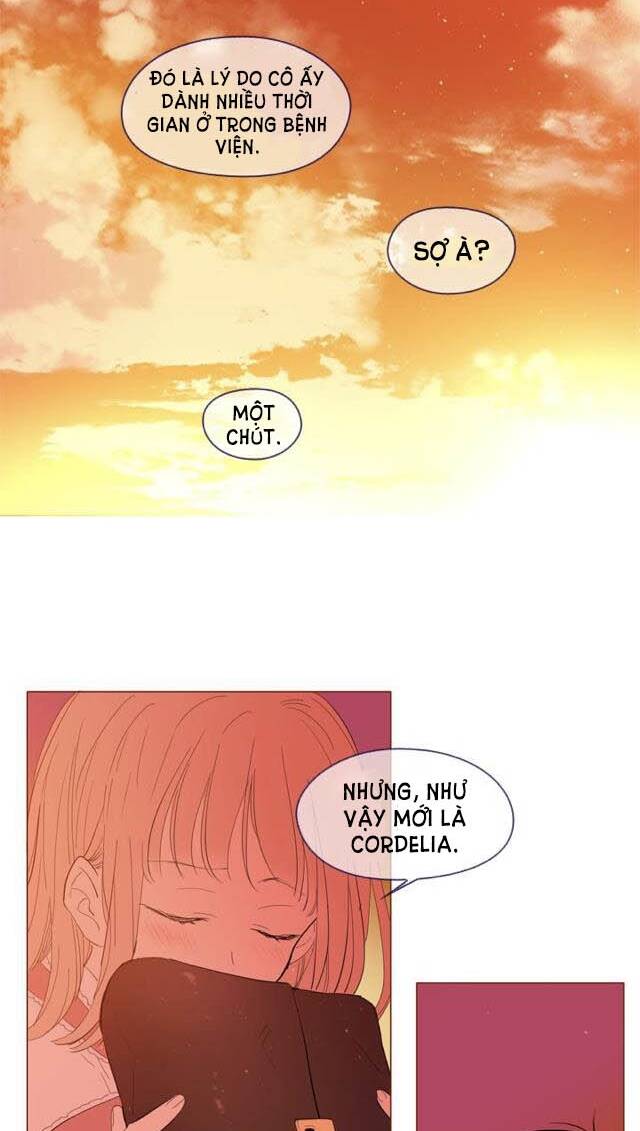 ĐÓ LÀ LÝ DO CÔ ẤY
DÀNH NHIỀU THỜI
GIAN Ở TRONG BỆNH
VIỆN.
SỢ À?
MỘT
CHÚT.
NHƯNG, NHƯ
VẬY MỚI LÀ
CORDELIA.